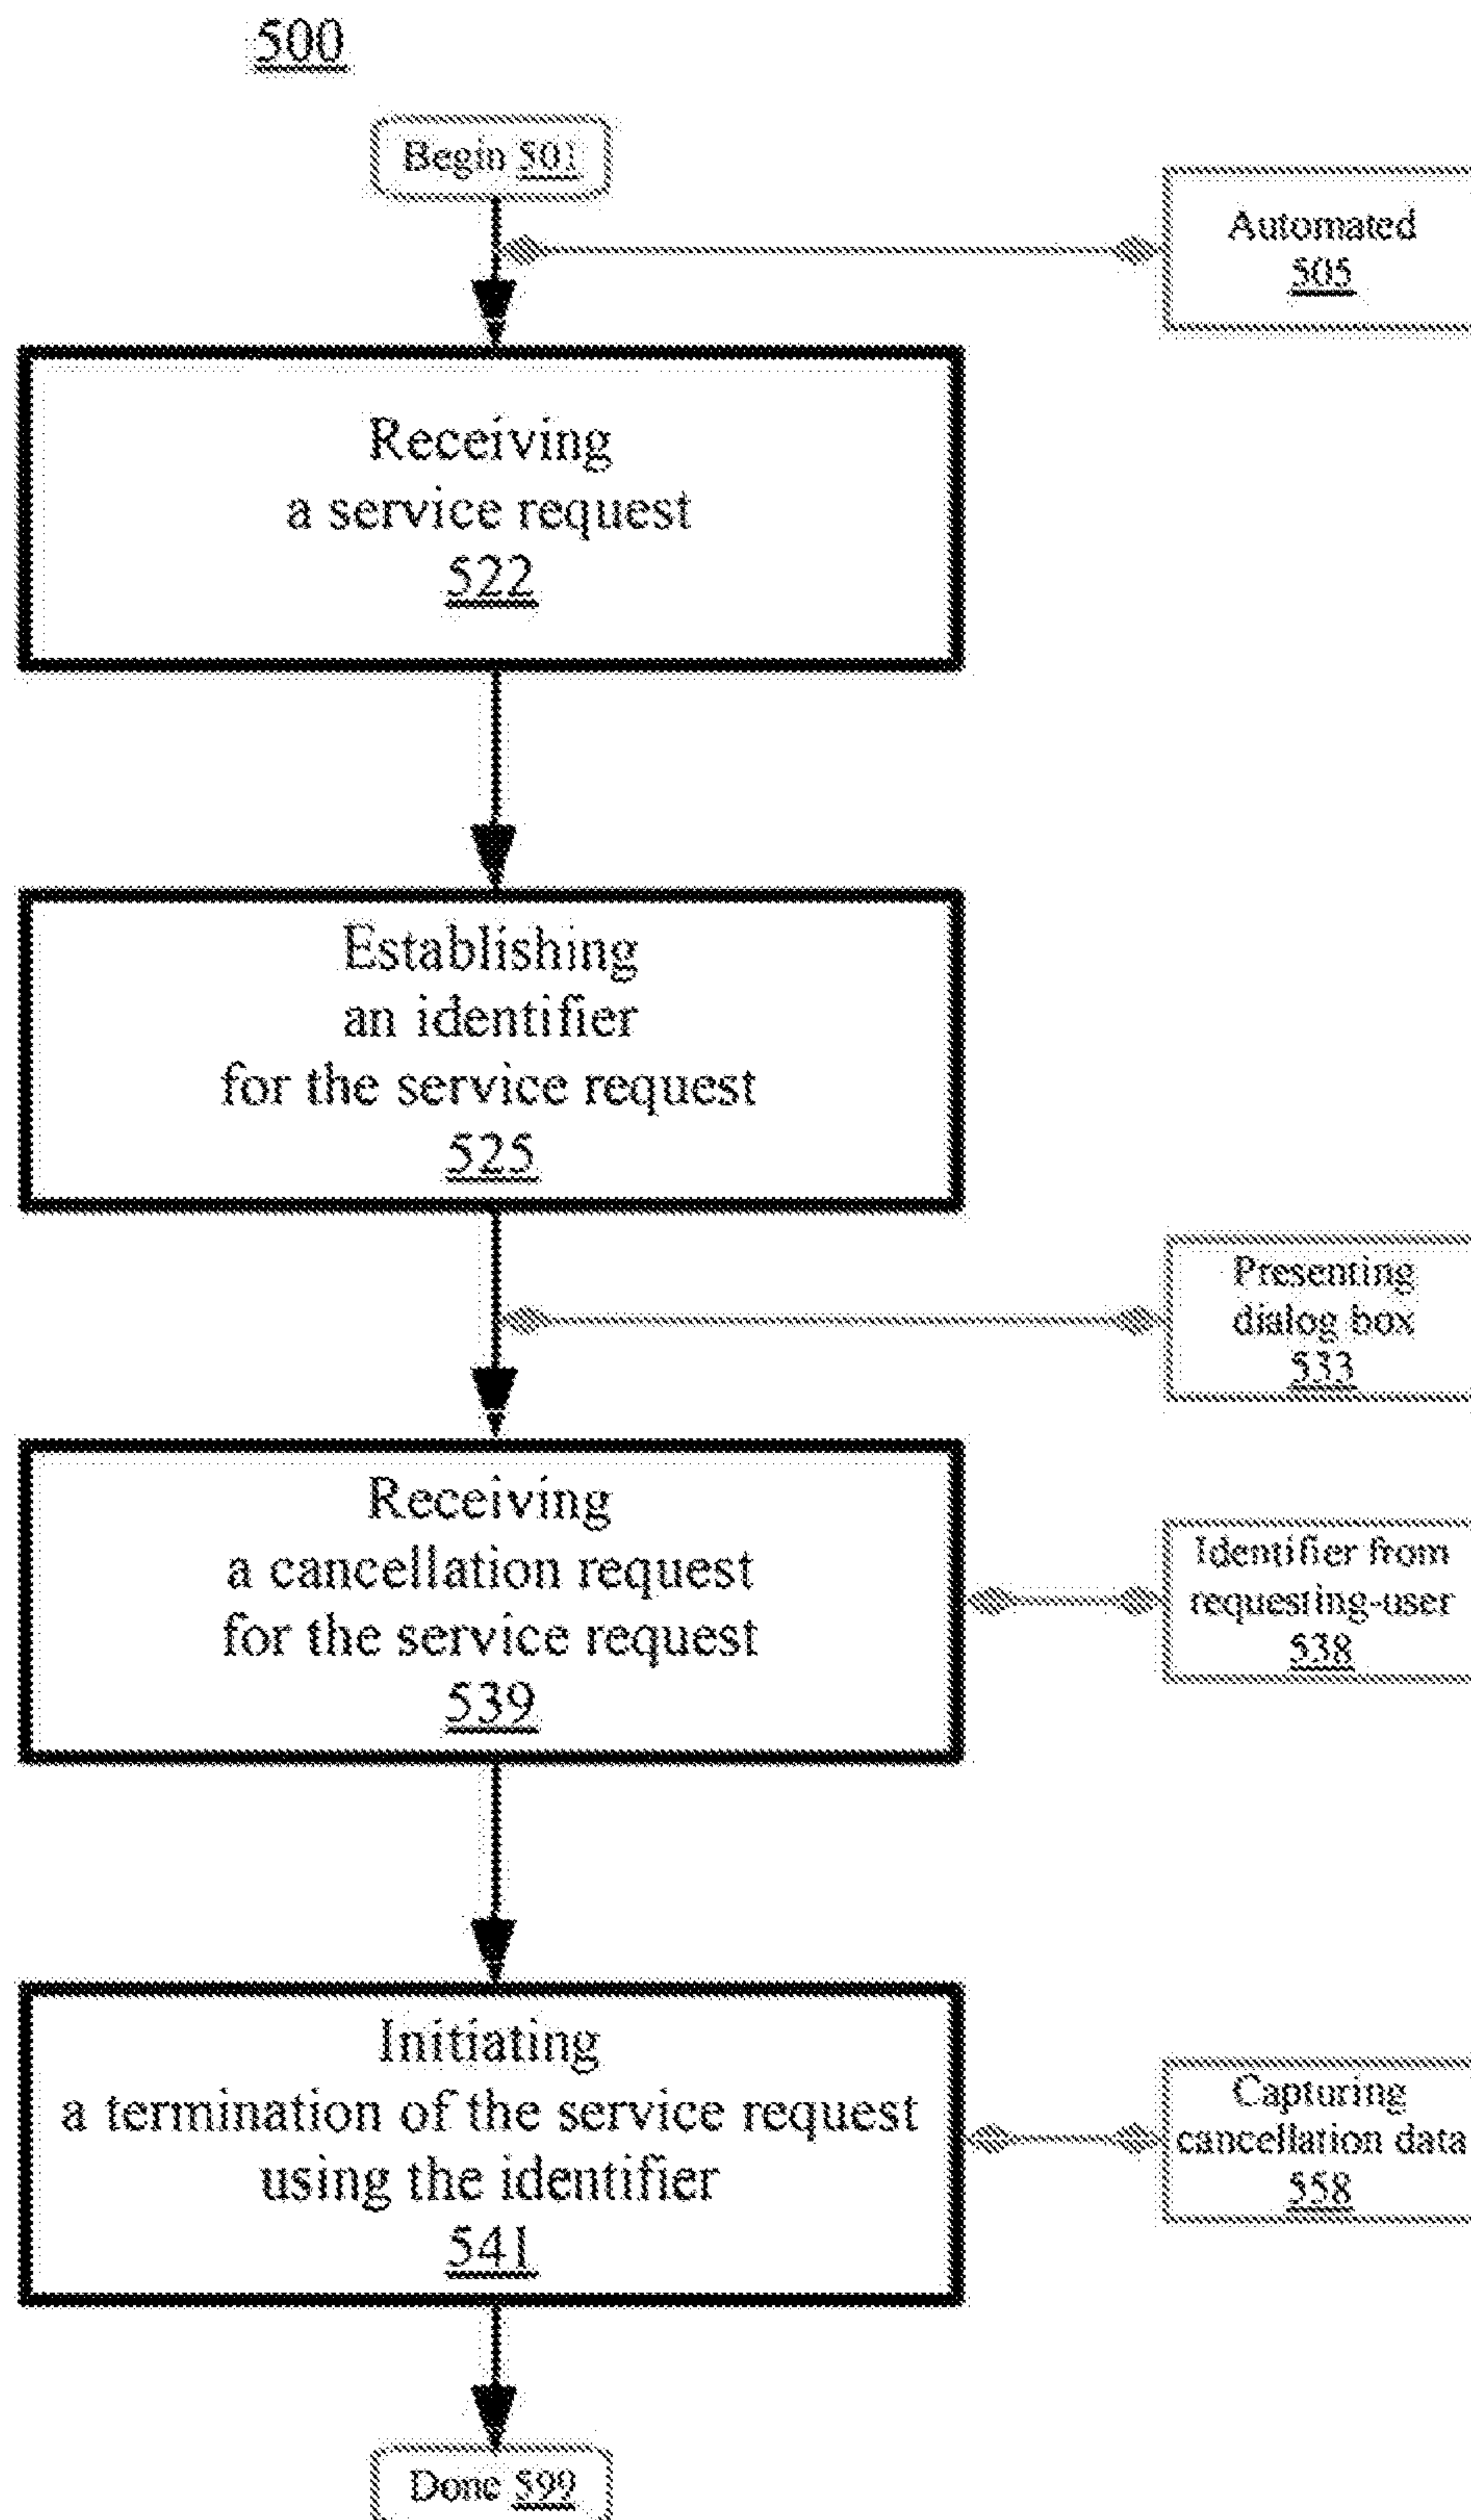 500
Begin 501
Automated
505
Receiving
a service request
522
Establishing
an identifier
for the service request
525
Presenting
dialog box
533
Receiving
a cancellation request
for the service request
539
Identifier from
requesting-user
538
Initiating
a termination of the service request
using the identifier
541
Capturing
cancellation data
558
Done 599